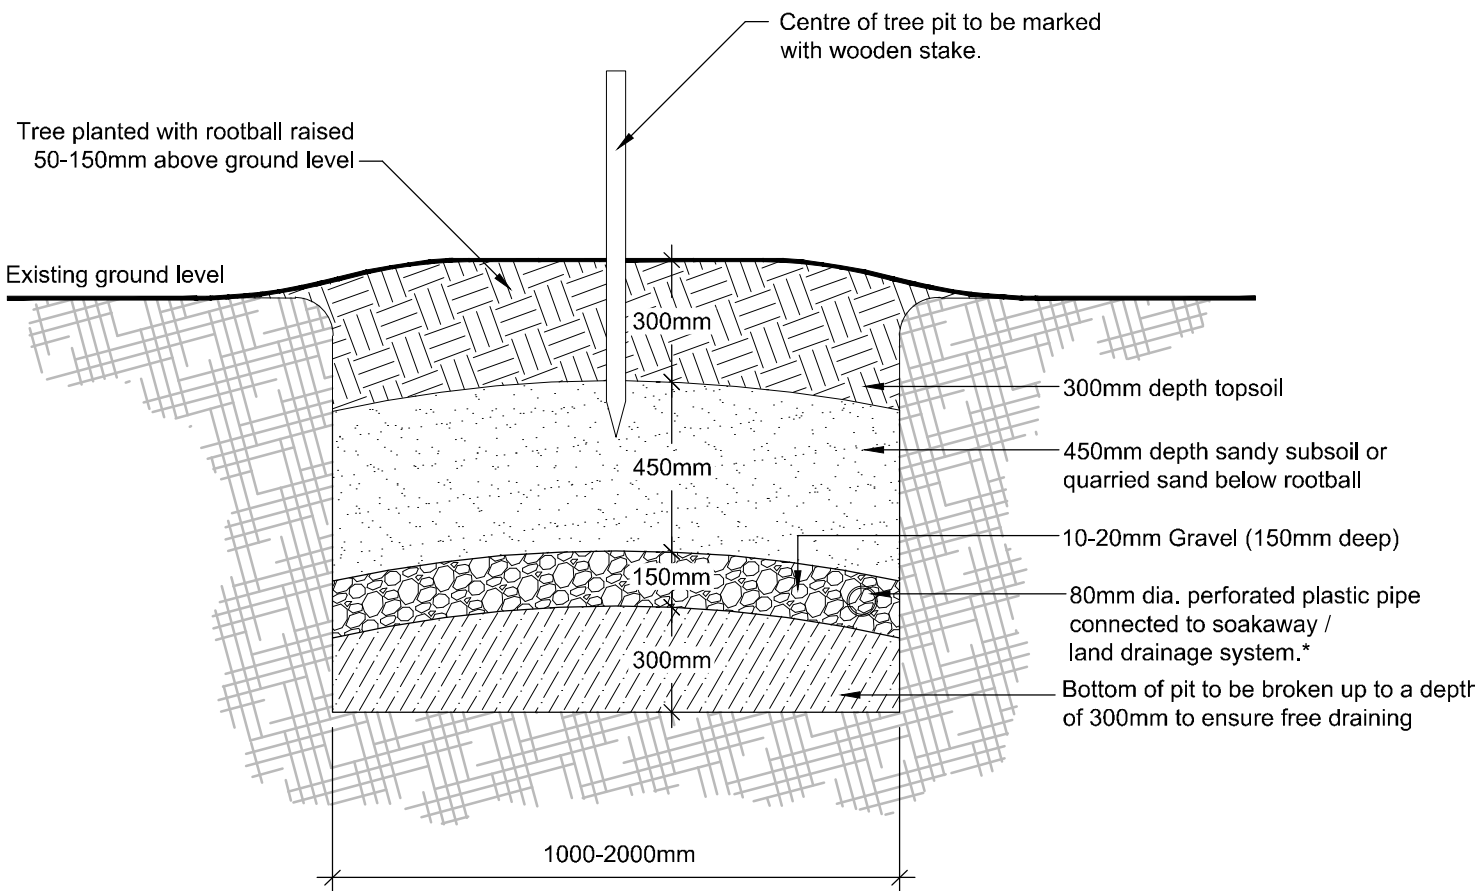 Centre of tree pit to be marked
with wooden stake.
Tree planted with rootball raised
50-150mm above ground level
Existing ground level
300mm
300mm depth topsoil
450mm
450mm depth sandy subsoil or
quarried sand below rootball
10-20mm Gravel (150mm deep)
150mm
80mm dia. perforated plastic pipe
connected to soakaway /
land drainage system.*
300mm
Bottom of pit to be broken up to a depth
of 300mm to ensure free draining
1000-2000mm